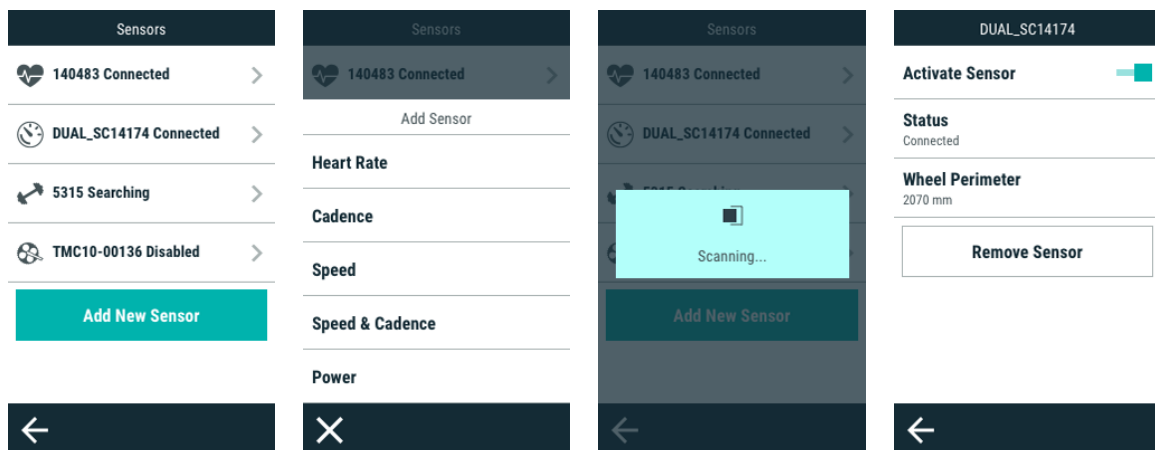 Sensors
140483 Connected
DUAL_SC14174 Connected
5315 Searching
TMC10-00136 Disabled
Add New Sensor
Sensors
140483 Connected
Add Sensor
Heart Rate
Cadence
Speed
Speed & Cadence
Power
Sensors
140483 Connected
DUAL_SC14174 Connected
Scanning...
Add New Sensor
DUAL_SC14174
Activate Sensor
Status
Connected
Wheel Perimeter
2070 mm
Remove Sensor